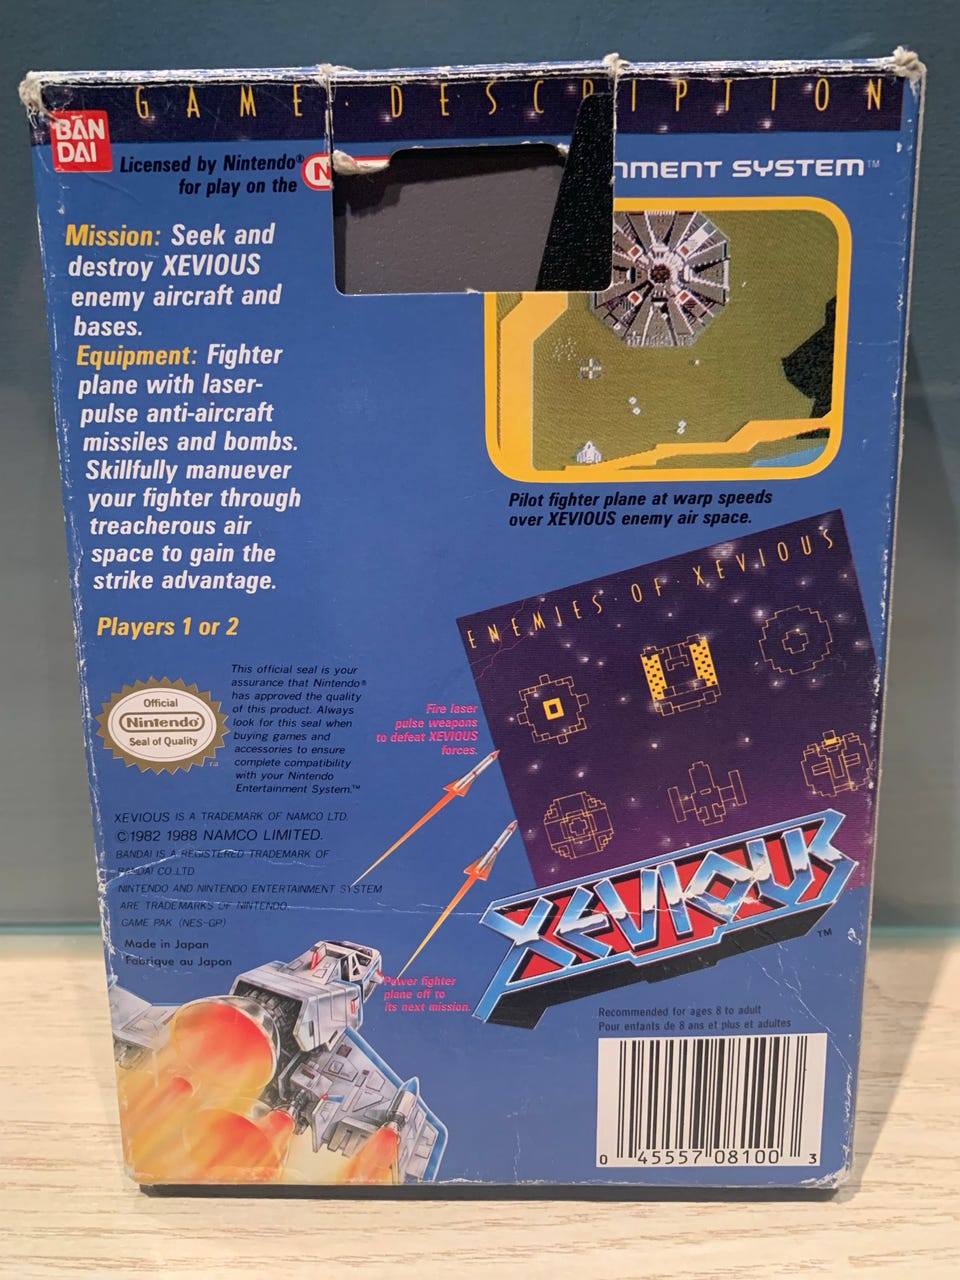 GAME · DESCRIPTION
BAN
DAI
Licensed by Nintendo®
for play on the
N
NMENT SYSTEM™
Mission: Seek and
destroy XEVIOUS
enemy aircraft and
bases.
Equipment: Fighter
plane with laser-
pulse anti-aircraft
missiles and bombs.
Skillfully manuever
your fighter through
treacherous air
space to gain the
strike advantage.
Players 1 or 2
Pilot fighter plane at warp speeds
over XEVIOUS enemy air space.
ENEMIES · OF · XEVIOUS
Official
Nintendo®
Seal of Quality
TM
This official seal is your
assurance that Nintendo®
has approved the quality
of this product. Always
look for this seal when
buying games and
accessories to ensure
complete compatibility
with your Nintendo
Entertainment System.™
Fire laser
pulse weapons
to defeat XEVIOUS
forces.
XEVIOUS IS A TRADEMARK OF NAMCO LTD.
©1982 1988 NAMCO LIMITED.
BANDAI IS A REGISTERED TRADEMARK OF
BANDAI CO.LTD
NINTENDO AND NINTENDO ENTERTAINMENT SYSTEM
ARE TRADEMARKS OF NINTENDO.
GAME PAK (NES-GP)
Made in Japan
Fabrique au Japon
XEVIOUS
TM
Power fighter
plane off to
its next mission.
Recommended for ages 8 to adult
Pour enfants de 8 ans et plus et adultes
0 45557 08100 3